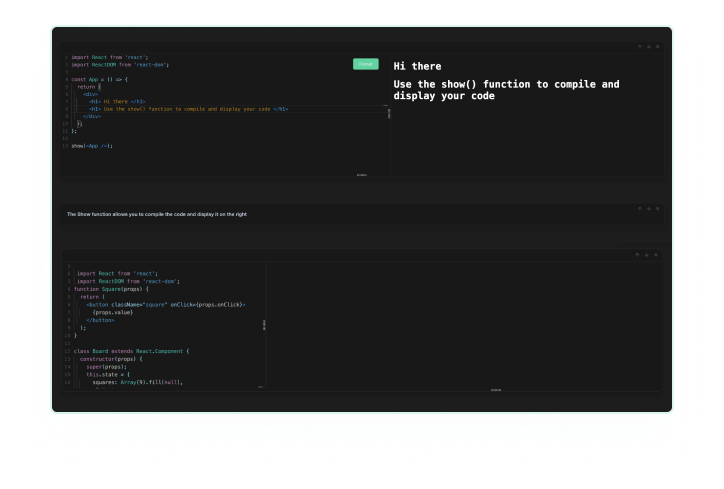 1 import React from 'react';
2 import ReactDOM from 'react-dom';
3
4 const App = () => {
5 return (
6 <div>
7 <h1> Hi there </h1>
8 <h1> Use the show() function to compile and display your code </h1>
9 </div>
10 );
11 };
12
13 show(<App />);
Format
Hi there
Use the show() function to compile and
display your code
The Show function allows you to compile the code and display it on the right
1
2 import React from 'react';
3 import ReactDOM from 'react-dom';
4 function Square(props) {
5 return (
6 <button className="square" onClick={props.onClick}>
7 {props.value}
8 </button>
9 );
10 }
11
12 class Board extends React.Component {
13 constructor(props) {
14 super(props);
15 this.state = {
16 squares: Array(9).fill(null),